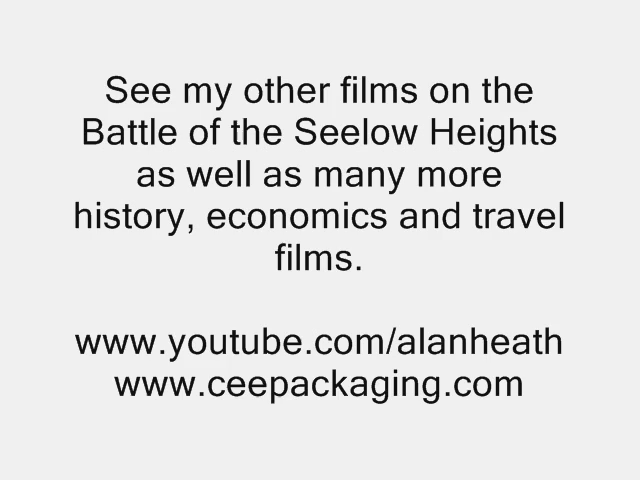 See my other films on the
Battle of the Seelow Heights
as well as many more
history, economics and travel
films.
www.youtube.com/alanheath
www.ceepackaging.com